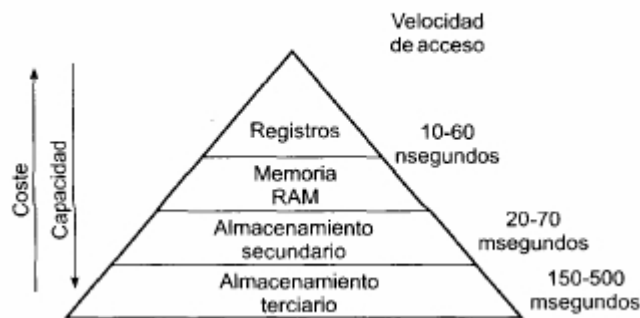 Velocidad
de acceso
Coste
Capacidad
Registros
10-60
nsegundos
Memoria
RAM
Almacenamiento
secundario
20-70
msegundos
Almacenamiento
terciario
150-500
msegundos